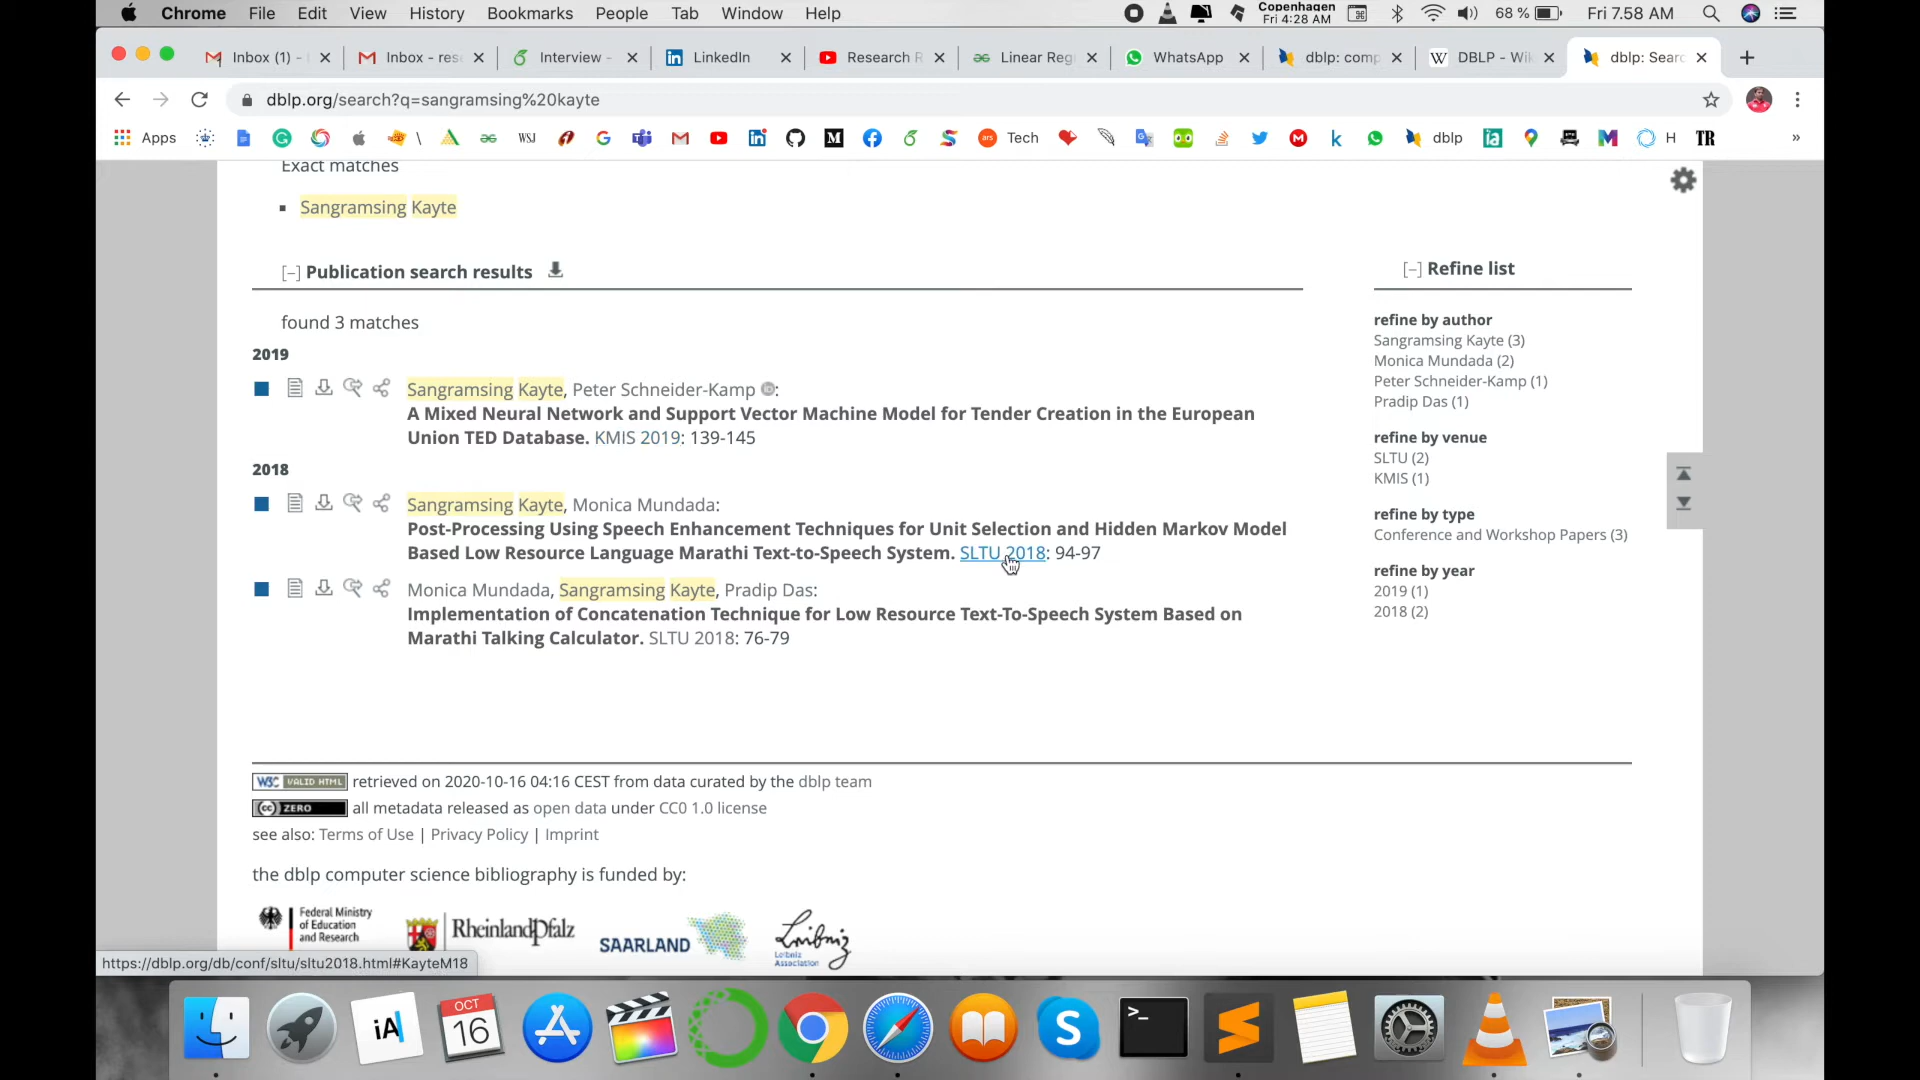 Chrome File Edit View History Bookmarks People Tab Window Help Copenhagen Fri 4:28 AM 68 % Fri 7.58 AM
Inbox (1) - Inbox - res Interview - LinkedIn Research R Linear Reg WhatsApp dblp: comp DBLP - Wik dblp: Searc
dblp.org/search?q=sangramsing%20kayte
Apps \ WSJ ars Tech dblp H TR »
Exact matches
Sangramsing Kayte
[–] Publication search results
found 3 matches
2019
Sangramsing Kayte, Peter Schneider-Kamp:
A Mixed Neural Network and Support Vector Machine Model for Tender Creation in the European
Union TED Database. KMIS 2019: 139-145
2018
Sangramsing Kayte, Monica Mundada:
Post-Processing Using Speech Enhancement Techniques for Unit Selection and Hidden Markov Model
Based Low Resource Language Marathi Text-to-Speech System. SLTU 2018: 94-97
Monica Mundada, Sangramsing Kayte, Pradip Das:
Implementation of Concatenation Technique for Low Resource Text-To-Speech System Based on
Marathi Talking Calculator. SLTU 2018: 76-79
[–] Refine list
refine by author
Sangramsing Kayte (3)
Monica Mundada (2)
Peter Schneider-Kamp (1)
Pradip Das (1)
refine by venue
SLTU (2)
KMIS (1)
refine by type
Conference and Workshop Papers (3)
refine by year
2019 (1)
2018 (2)
W3C VALID HTML retrieved on 2020-10-16 04:16 CEST from data curated by the dblp team
cc ZERO all metadata released as open data under CC0 1.0 license
see also: Terms of Use | Privacy Policy | Imprint
the dblp computer science bibliography is funded by:
Federal Ministry
of Education
and Research
RheinlandPfalz
SAARLAND
Leibniz
Leibniz
Association
https://dblp.org/db/conf/sltu/sltu2018.html#KayteM18
iA
OCT
16
S
>_